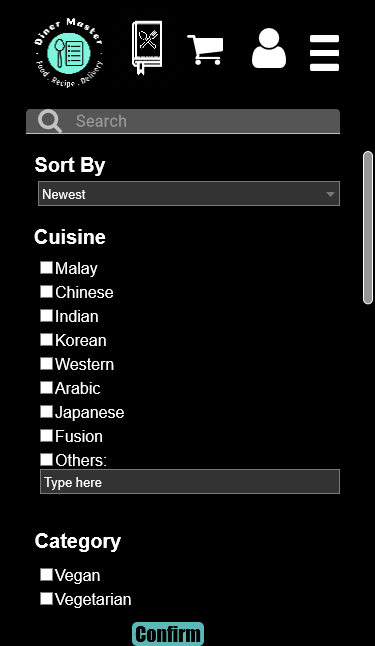 Diner Master
Food . Recipe . Delivery
Search
Sort By
Newest
Cuisine
Malay
Chinese
Indian
Korean
Western
Arabic
Japanese
Fusion
Others:
Type here
Category
Vegan
Vegetarian
Confirm